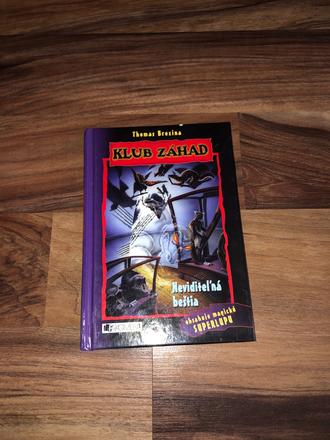 Thomas Brezina
KLUB ZÁHAD
Neviditeľná
beštia
obsahuje magickú
SUPERLUPU